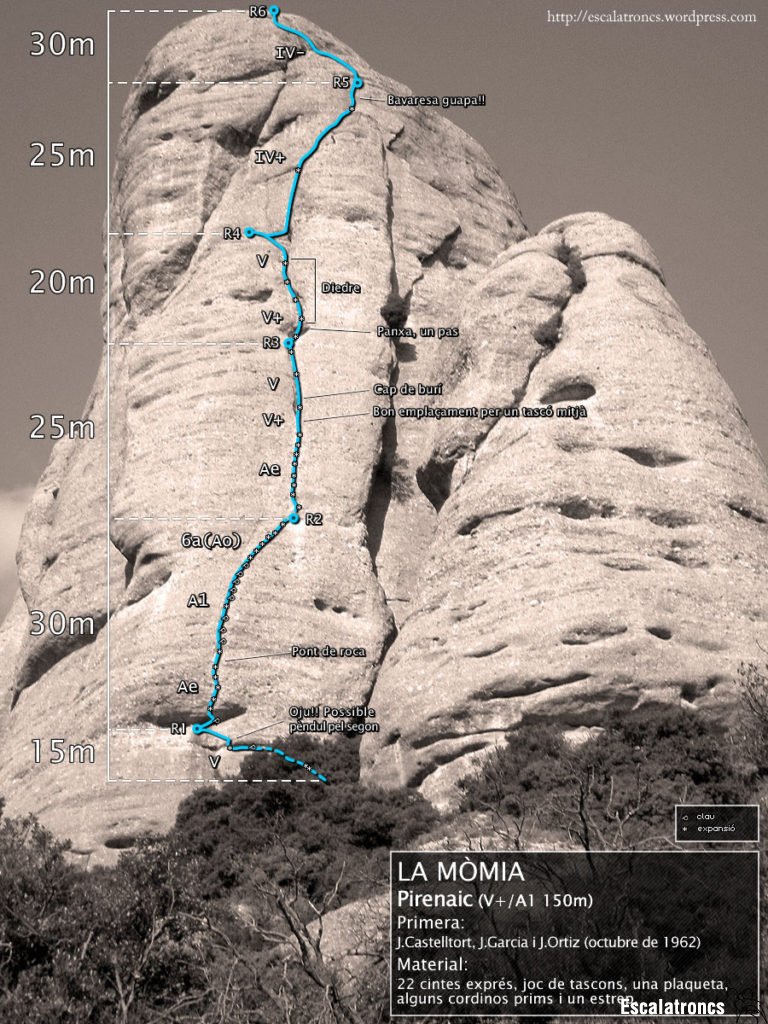 http://escalatroncs.wordpress.com
R6
30m
IV-
R5
Bavaresa guapa!!
25m
IV+
R4
V
20m
Diedre
V+
Panxa, un pas
R3
V
Cap de burí
V+
Bon emplaçament per un tascó mitjà
25m
Ae
R2
6a(Ao)
A1
30m
Pont de roca
Ae
Oju!! Possible
pèndul pel segon
R1
15m
V
clau
expansió
LA MÒMIA
Pirenaic (V+/A1 150m)
Primera:
J.Castelltort, J.Garcia i J.Ortiz (octubre de 1962)
Material:
22 cintes exprés, joc de tascons, una plaqueta,
alguns cordinos prims i un estrep
Escalatroncs